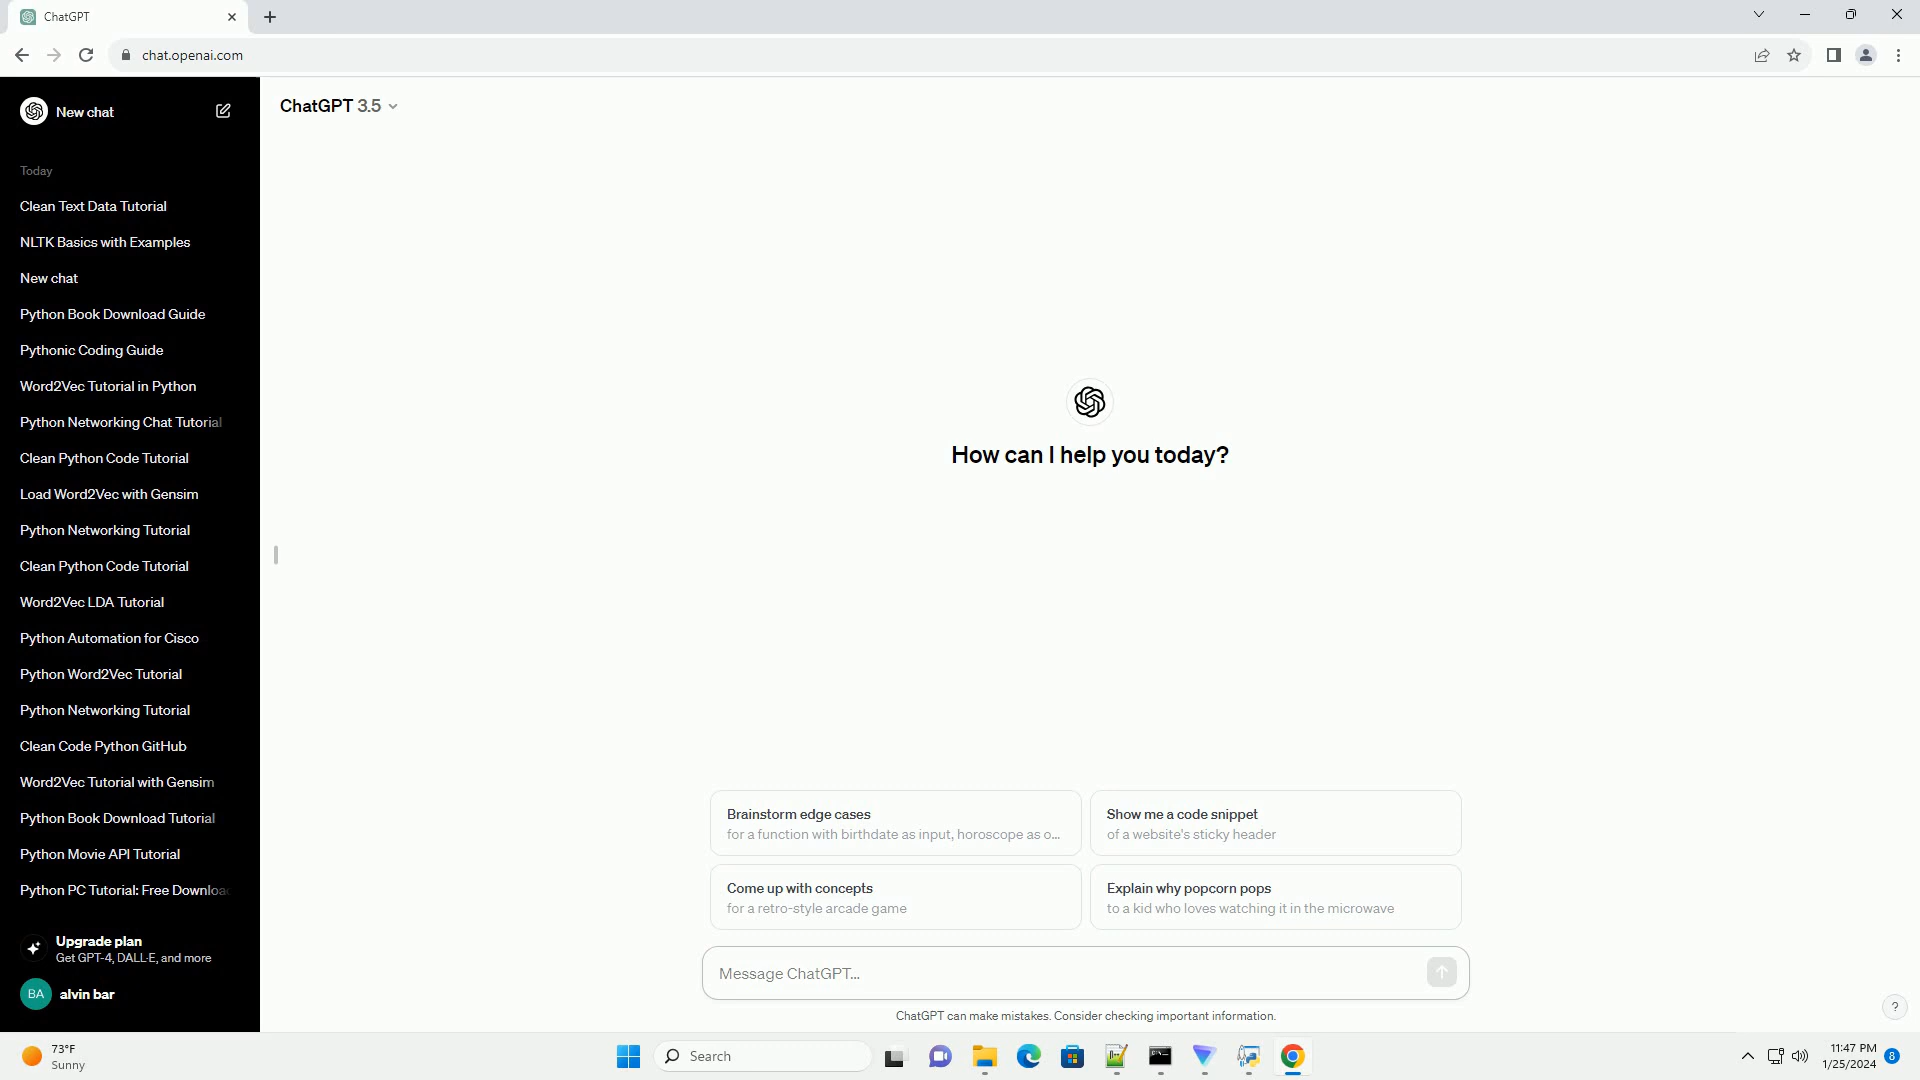 ChatGPT
chat.openai.com
New chat
ChatGPT 3.5
Today
Clean Text Data Tutorial
NLTK Basics with Examples
New chat
Python Book Download Guide
Pythonic Coding Guide
Word2Vec Tutorial in Python
Python Networking Chat Tutorial
Clean Python Code Tutorial
Load Word2Vec with Gensim
Python Networking Tutorial
Clean Python Code Tutorial
Word2Vec LDA Tutorial
Python Automation for Cisco
Python Word2Vec Tutorial
Python Networking Tutorial
Clean Code Python GitHub
Word2Vec Tutorial with Gensim
Python Book Download Tutorial
Python Movie API Tutorial
Python PC Tutorial: Free Downloa
Upgrade plan
Get GPT-4, DALL·E, and more
BA alvin bar
How can I help you today?
Brainstorm edge cases
for a function with birthdate as input, horoscope as o...
Show me a code snippet
of a website's sticky header
Come up with concepts
for a retro-style arcade game
Explain why popcorn pops
to a kid who loves watching it in the microwave
Message ChatGPT...
ChatGPT can make mistakes. Consider checking important information.
?
73°F
Sunny
Search
11:47 PM
1/25/2024
8